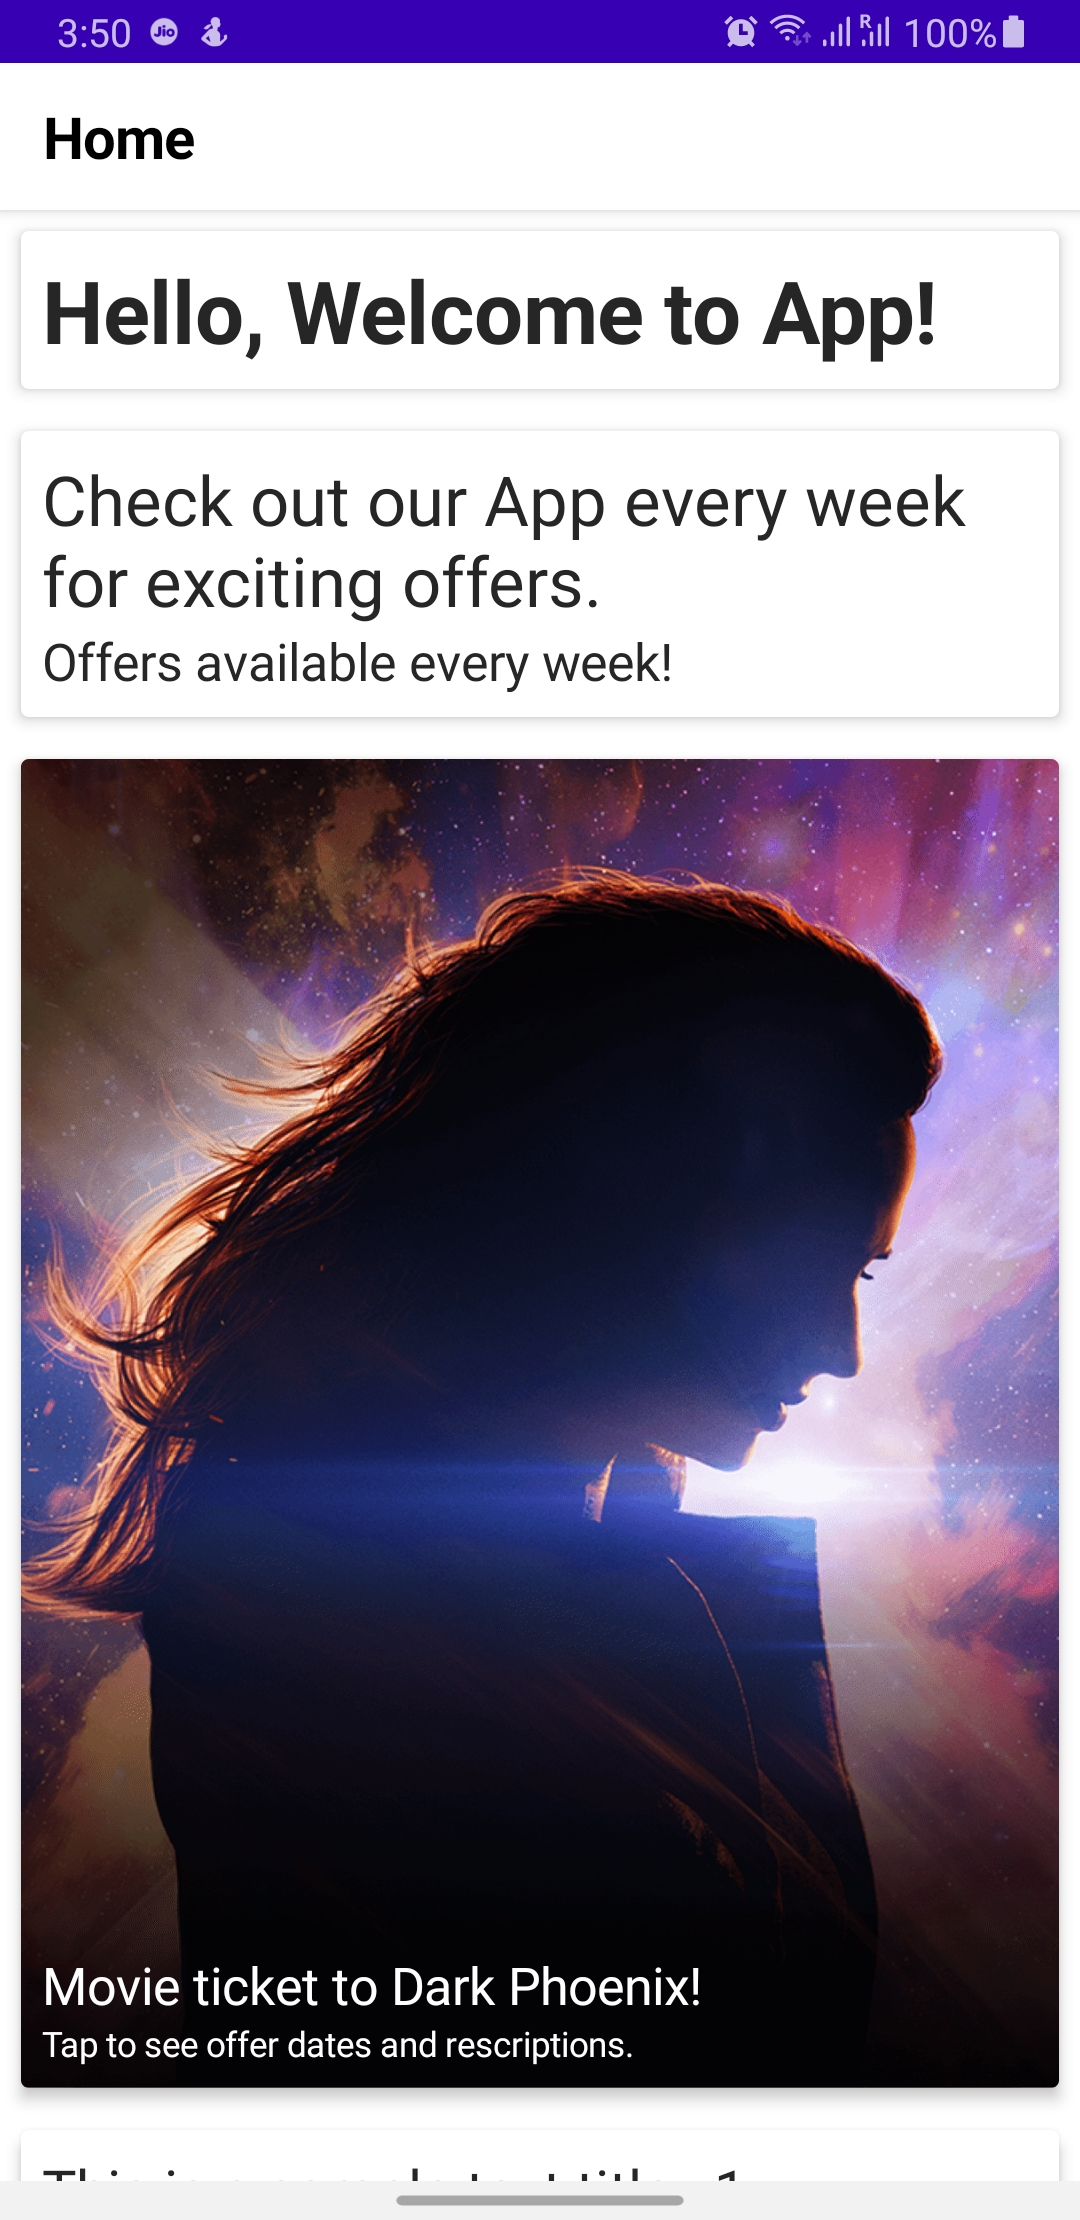 3:50 Jio R 100%
Home
Hello, Welcome to App!
Check out our App every week
for exciting offers.
Offers available every week!
Movie ticket to Dark Phoenix!
Tap to see offer dates and rescriptions.